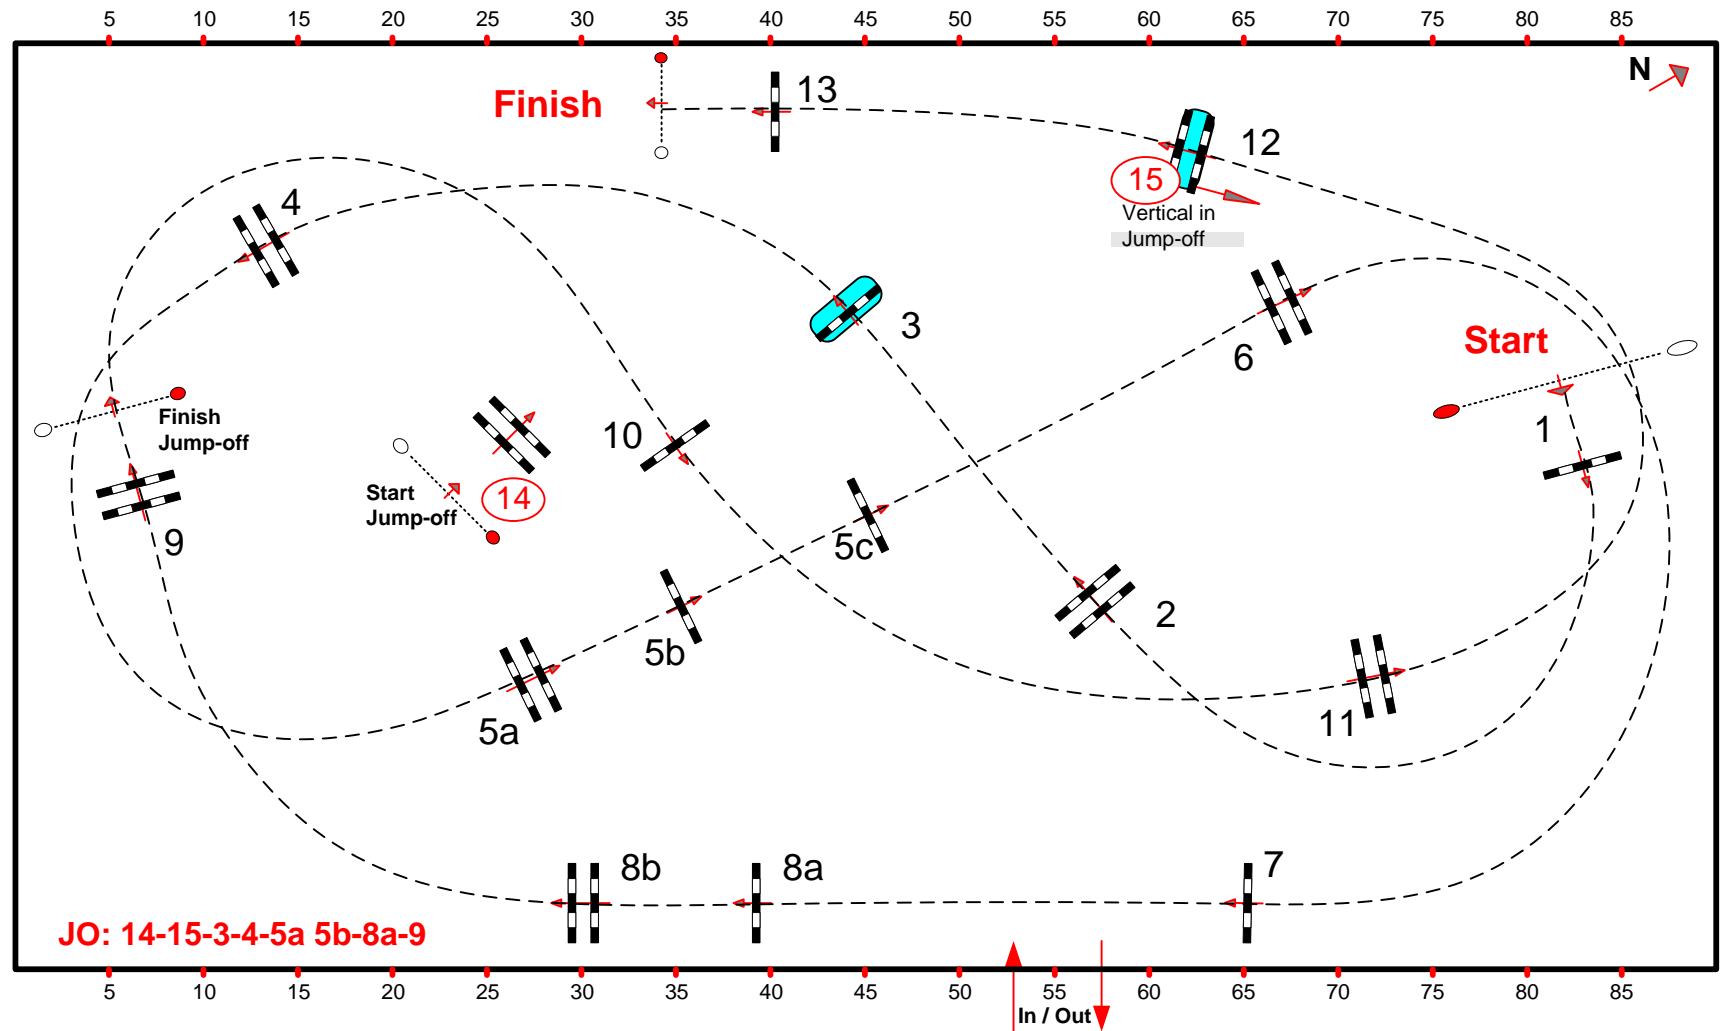 5 10 15 20 25 30 35 40 45 50 55 60 65 70 75 80 85
N
Finish
13
12
15
Vertical in
Jump-off
4
3
6
Start
1
Finish
Jump-off
10
Start
Jump-off
14
9
5c
2
5b
5a
11
8b
8a
7
JO: 14-15-3-4-5a 5b-8a-9
5 10 15 20 25 30 35 40 45 50 55 60 65 70 75 80 85
In / Out